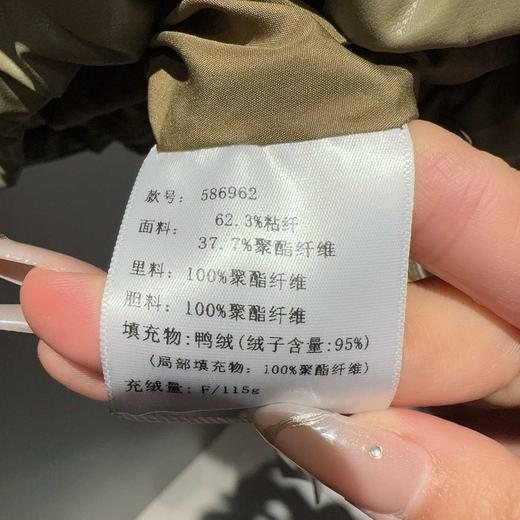 款号: 586962
面料: 62.3%粘纤
37.7%聚酯纤维
里料: 100%聚酯纤维
胆料: 100%聚酯纤维
填充物:鸭绒(绒子含量:95%)
(局部填充物: 100%聚酯纤维)
充绒量: F/115g